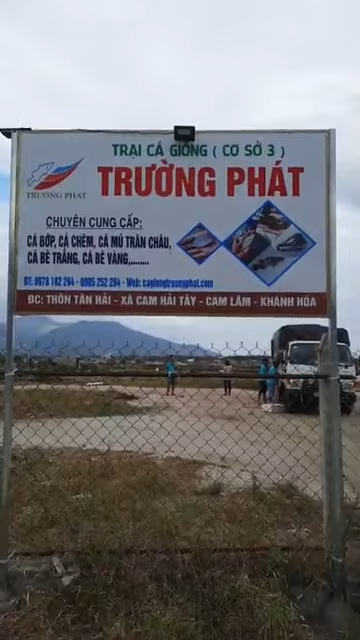 TRẠI CÁ GIỐNG ( CƠ SỞ 3 )
TRƯỜNG PHÁT
TRUONG PHAT
CHUYÊN CUNG CẤP:
CÁ BỚP, CÁ CHẼM, CÁ MÚ TRÂN CHÂU,
CÁ BÈ TRẮNG, CÁ BÈ VÀNG,........
ĐT: 0978 182 264 - 0905 252 284 - Web: cagiongtruongphat.com
ĐC: THÔN TÂN HẢI - XÃ CAM HẢI TÂY - CAM LÂM - KHÁNH HÒA